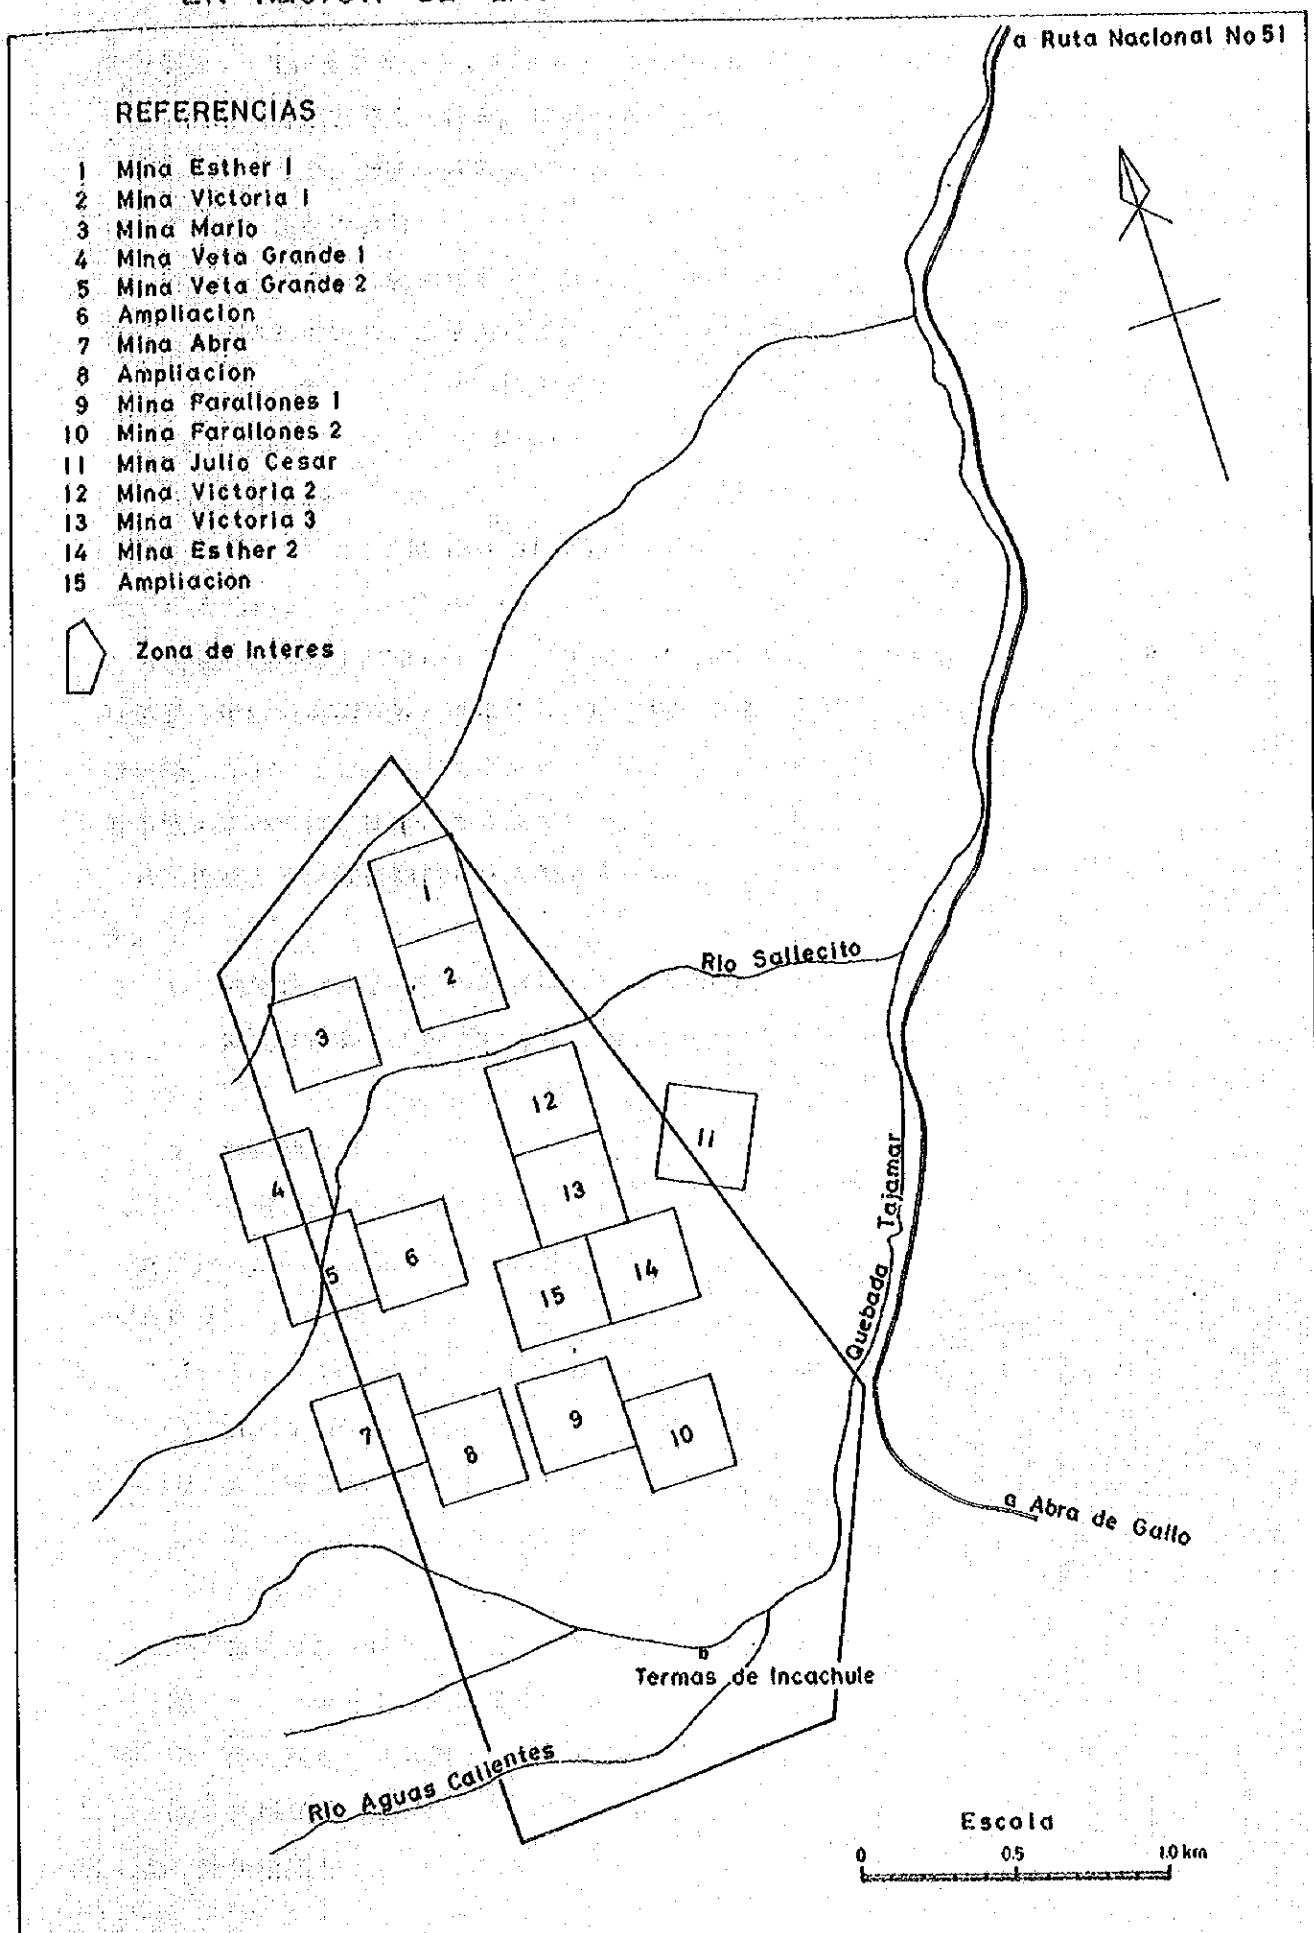 a Ruta Nacional No 51
REFERENCIAS
1 Mina Esther 1
2 Mina Victoria 1
3 Mina Mario
4 Mina Veta Grande 1
5 Mina Veta Grande 2
6 Ampliacion
7 Mina Abra
8 Ampliacion
9 Mina Farallones 1
10 Mina Farallones 2
11 Mina Julio Cesar
12 Mina Victoria 2
13 Mina Victoria 3
14 Mina Esther 2
15 Ampliacion
Zona de Interes
1
2
Rio Sallecito
3
12
11
4
13
Quebada Tajamar
6
5
15
14
7
8
9
10
a Abra de Gallo
Termas de Incachule
Rio Aguas Calientes
Escala
0 0.5 1.0 km